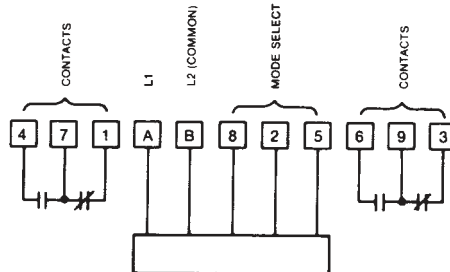 CONTACTS
L1
L2 (COMMON)
MODE SELECT
CONTACTS
4 7 1 A B 8 2 5 6 9 3